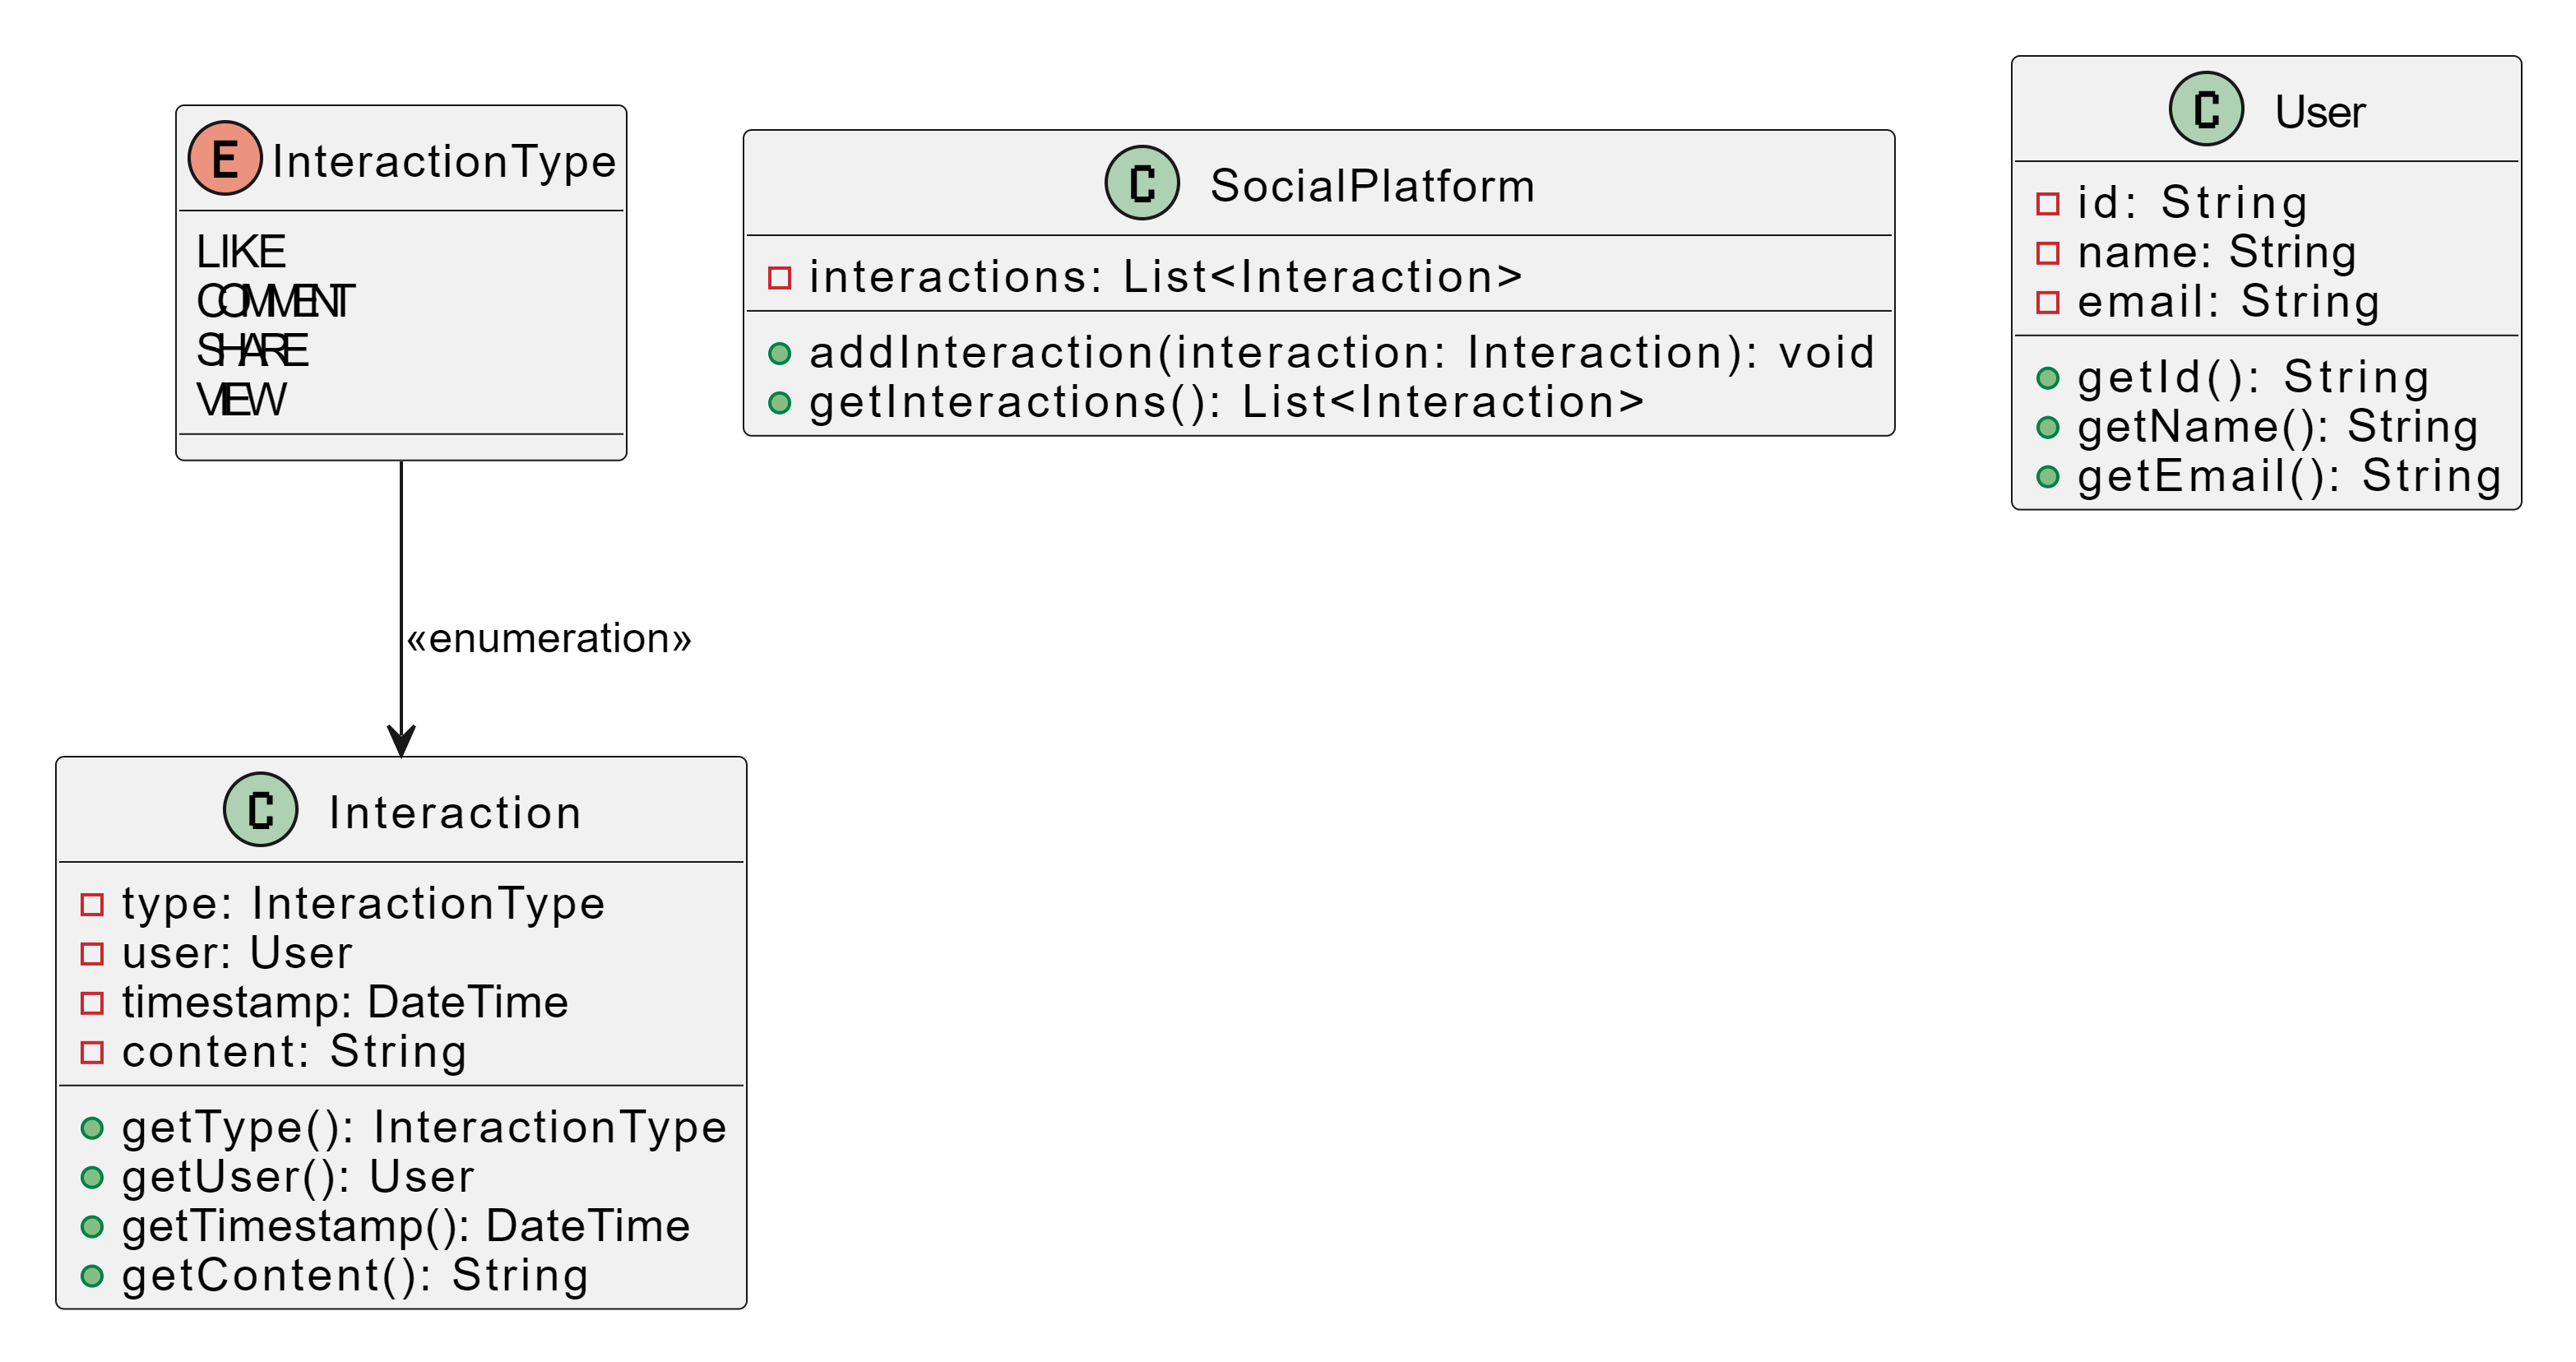 E InteractionType
LIKE
COMMENT
SHARE
VIEW
C SocialPlatform
interactions: List<Interaction>
addInteraction(interaction: Interaction): void
getInteractions(): List<Interaction>
C User
id: String
name: String
email: String
getId(): String
getName(): String
getEmail(): String
«enumeration»
C Interaction
type: InteractionType
user: User
timestamp: DateTime
content: String
getType(): InteractionType
getUser(): User
getTimestamp(): DateTime
getContent(): String